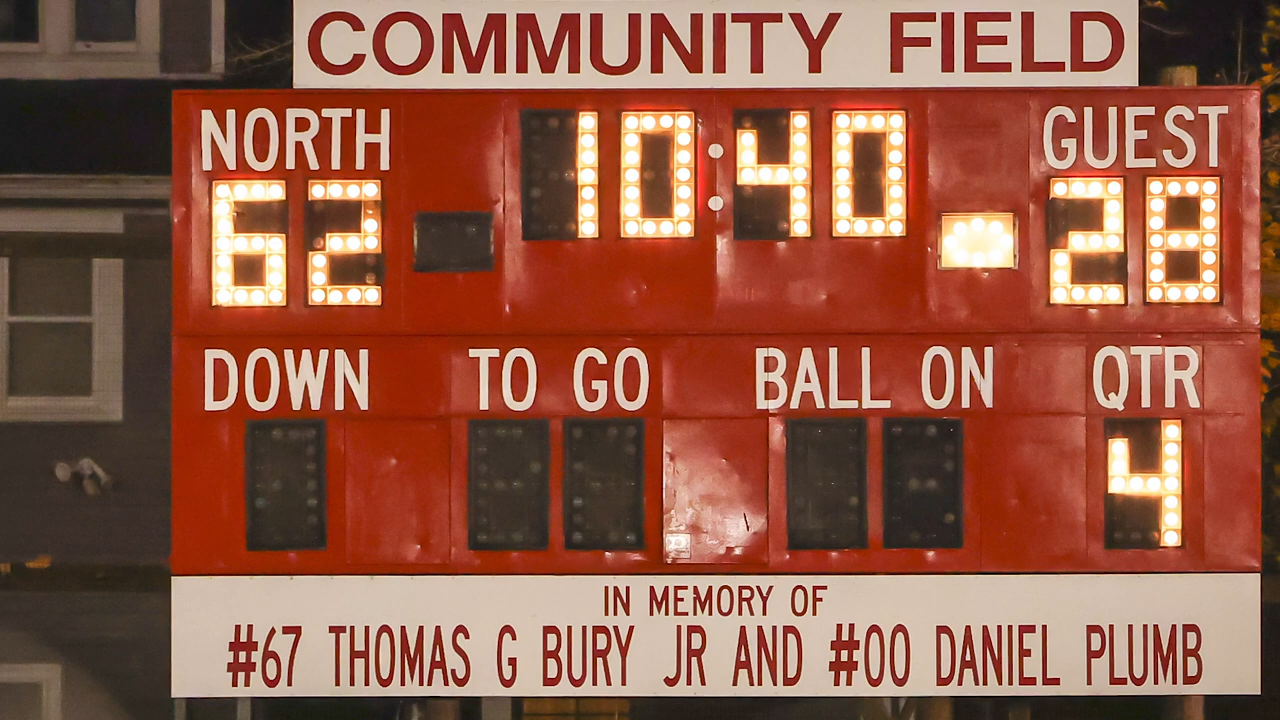 COMMUNITY FIELD
NORTH 10:40 GUEST
62 28
DOWN TO GO BALL ON QTR
4
IN MEMORY OF
#67 THOMAS G BURY JR AND #00 DANIEL PLUMB